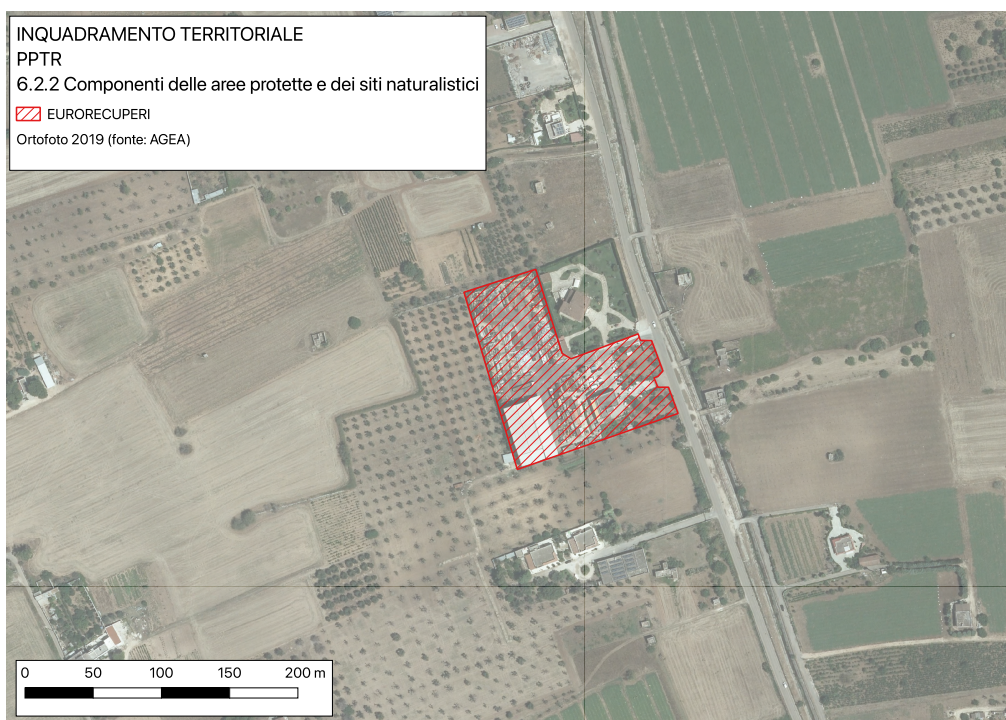 INQUADRAMENTO TERRITORIALE
PPTR
6.2.2 Componenti delle aree protette e dei siti naturalistici
EURORECUPERI
Ortofoto 2019 (fonte: AGEA)
0 50 100 150 200 m